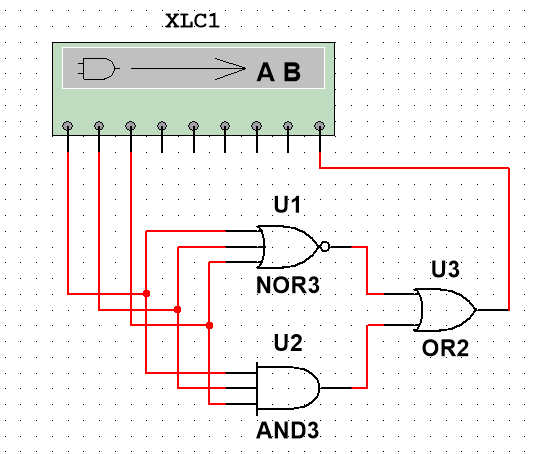 XLC1
A B
U1
NOR3
U3
OR2
U2
AND3